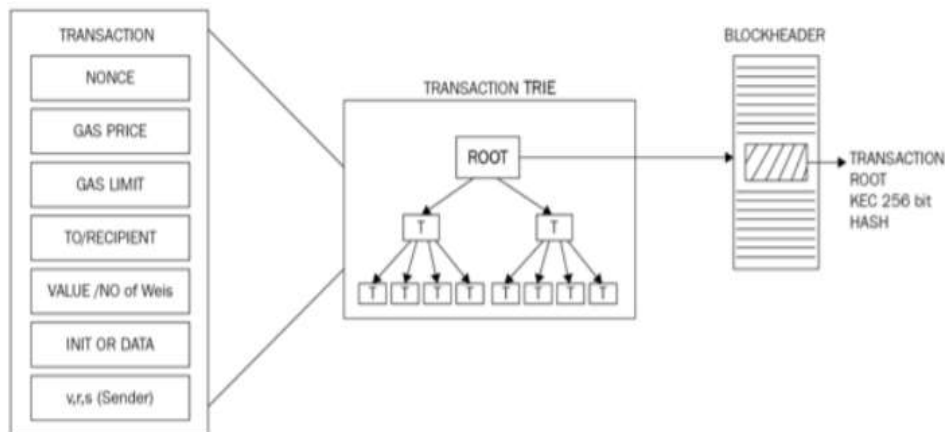 TRANSACTION
NONCE
GAS PRICE
GAS LIMIT
TO/RECIPIENT
VALUE /NO of Weis
INIT OR DATA
v,r,s (Sender)
TRANSACTION TRIE
ROOT
T
T
T
T
T
T
T
T
T
T
BLOCKHEADER
TRANSACTION
ROOT
KEC 256 bit
HASH